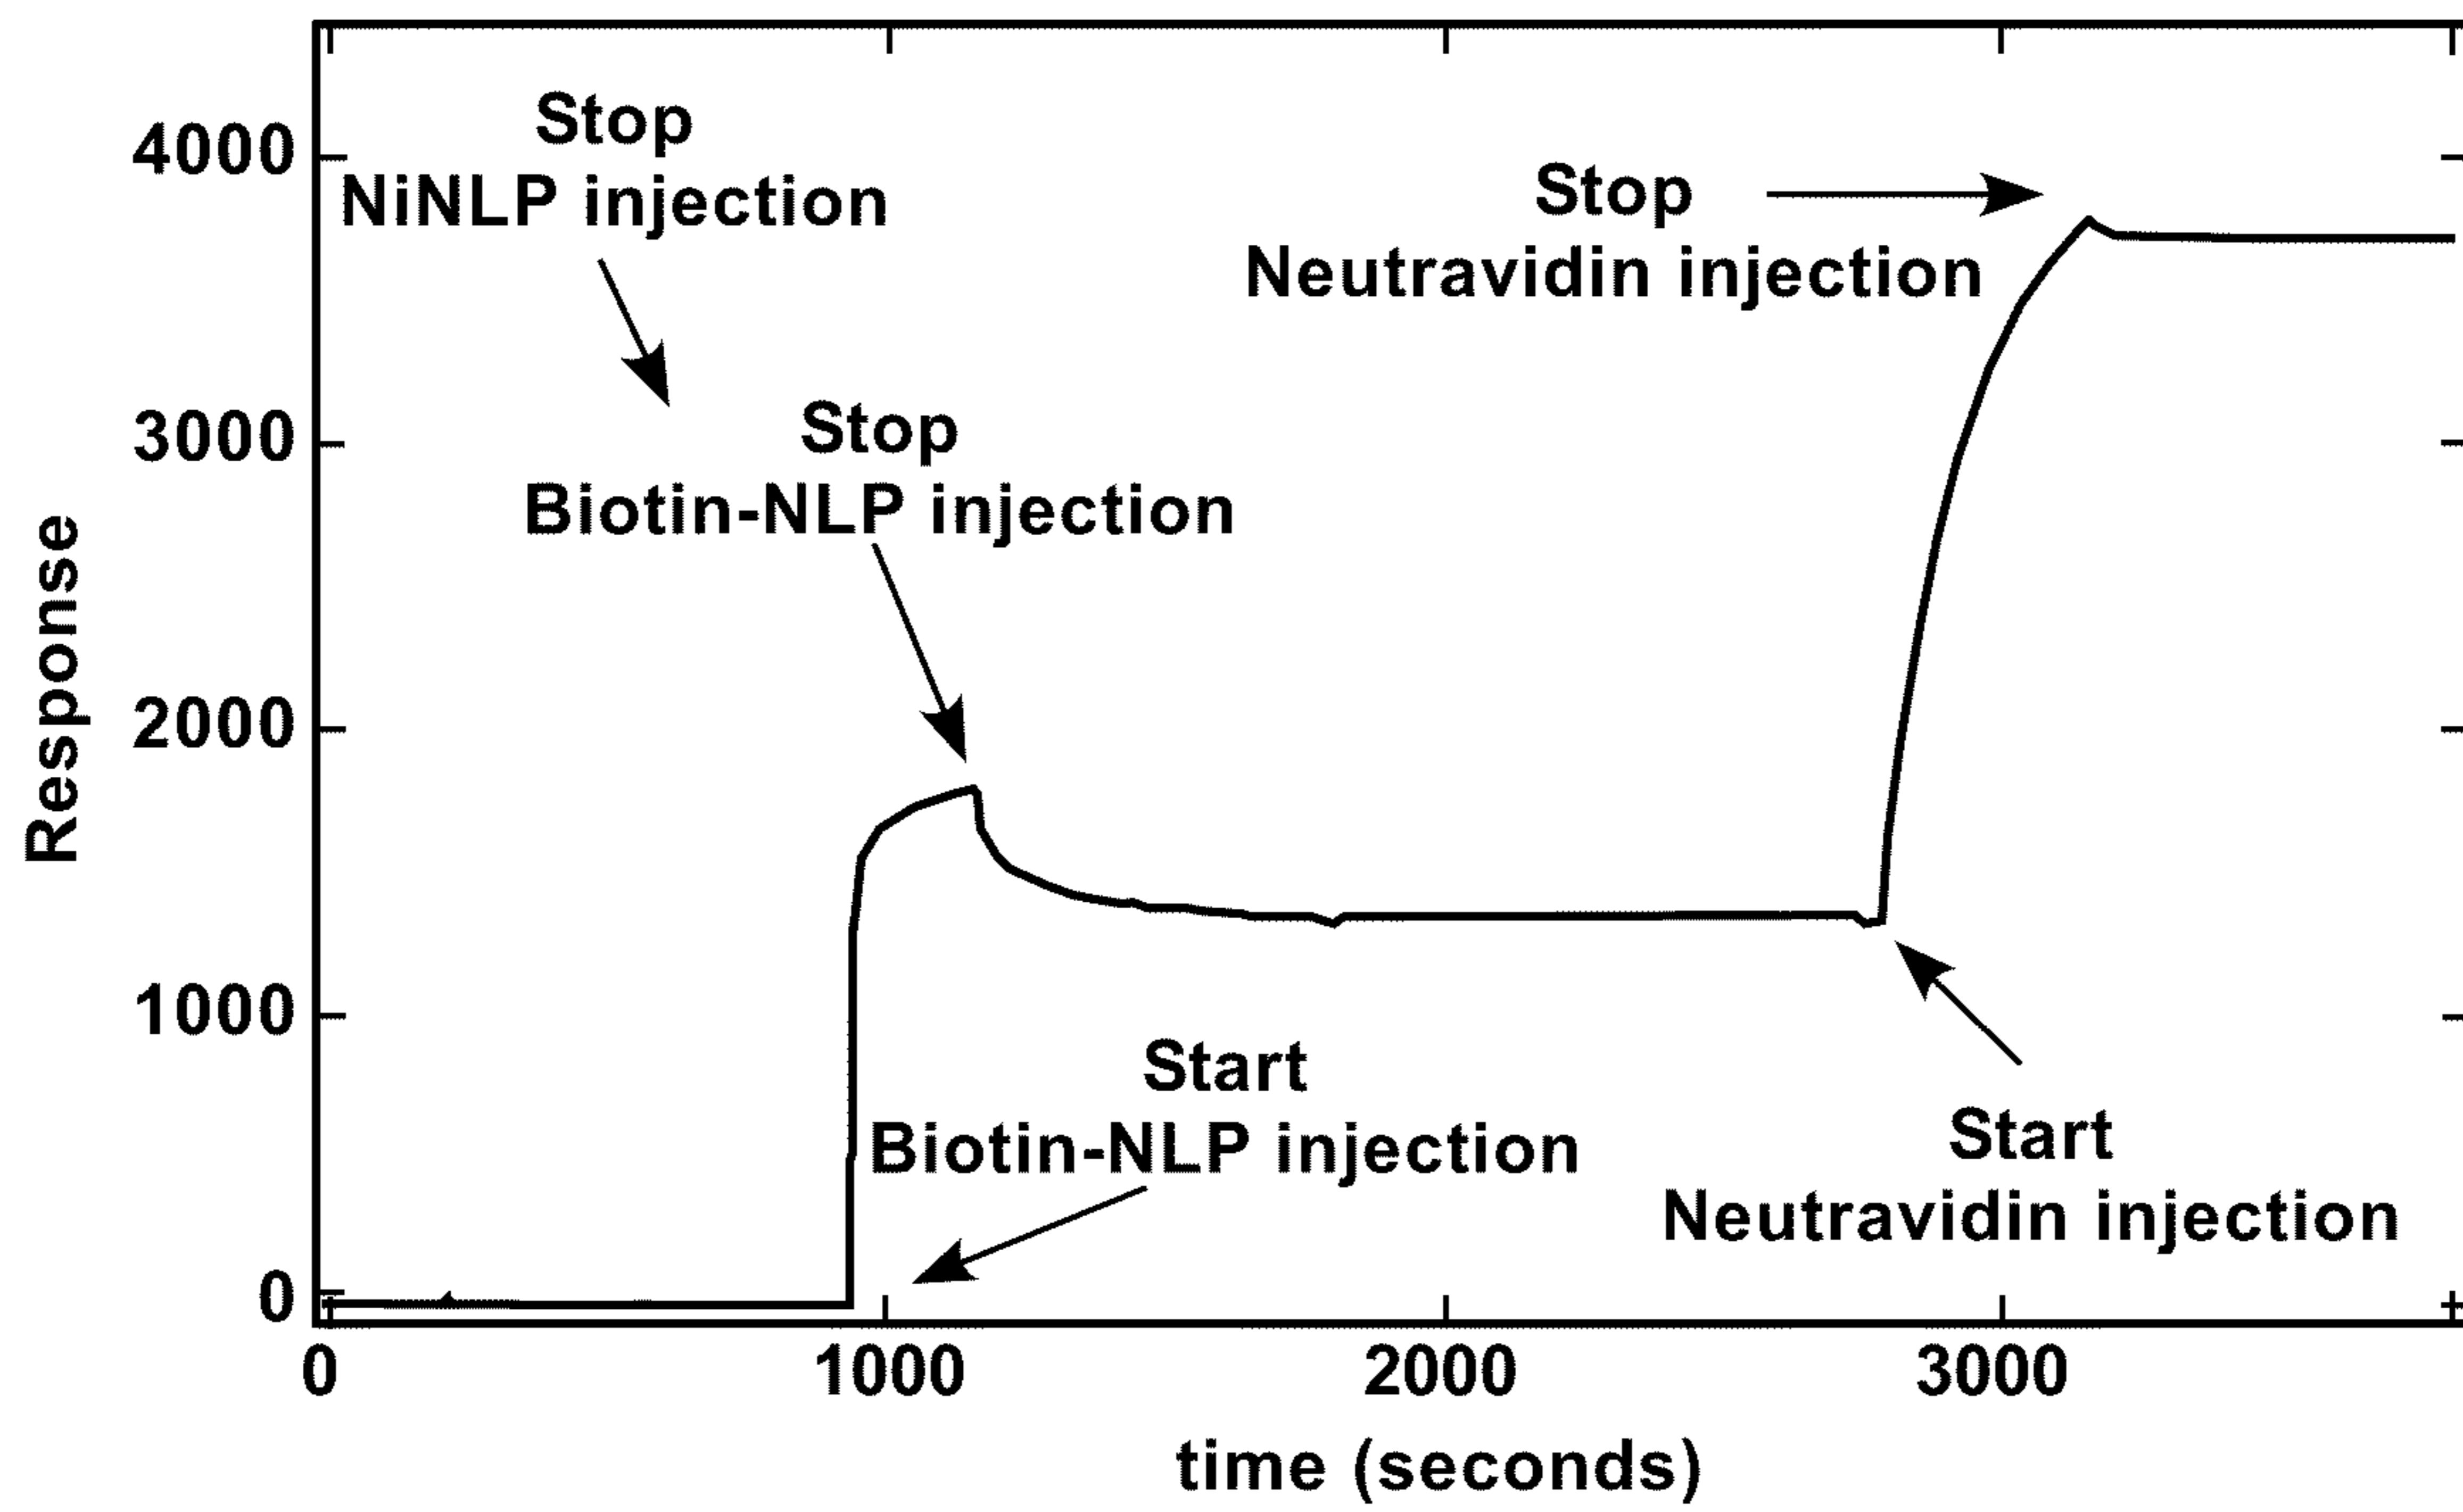 Stop
NiNLP injection
Stop
Biotin-NLP injection
Stop
Neutravidin injection
Start
Biotin-NLP injection
Start
Neutravidin injection
Response
4000
3000
2000
1000
0
0
1000
2000
3000
time (seconds)